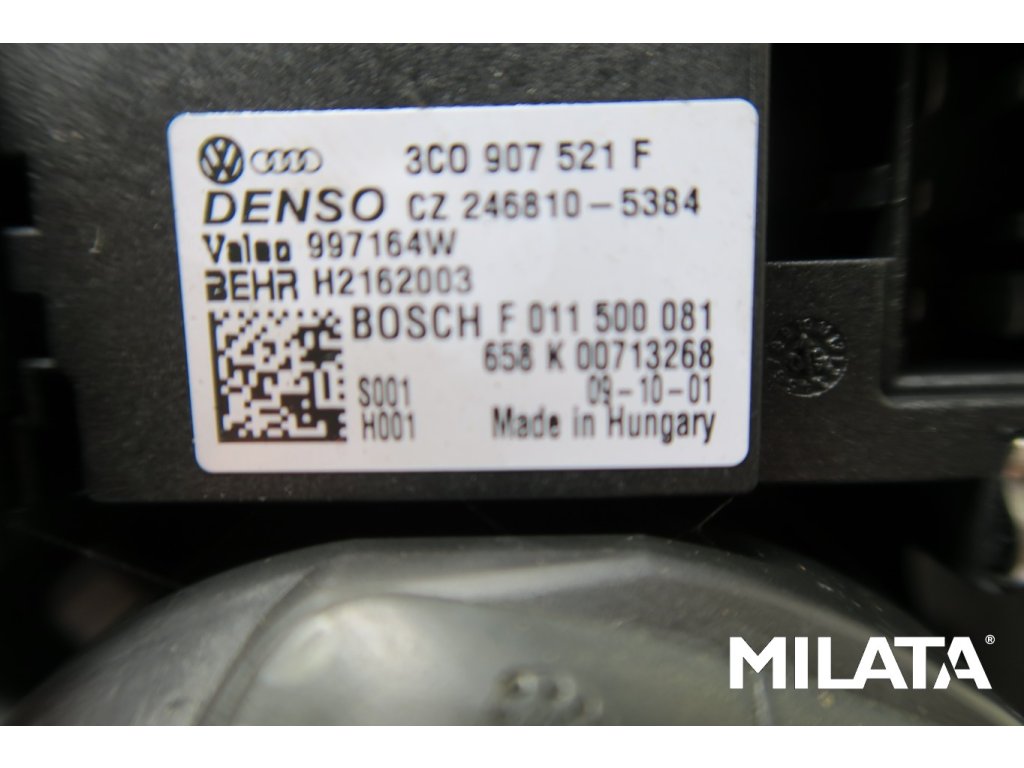 3C0 907 521 F
DENSO CZ 246810-5384
Valeo 997164W
BEHR H2162003
BOSCH F 011 500 081
658 K 00713268
S001 09-10-01
H001 Made in Hungary
MILATA®